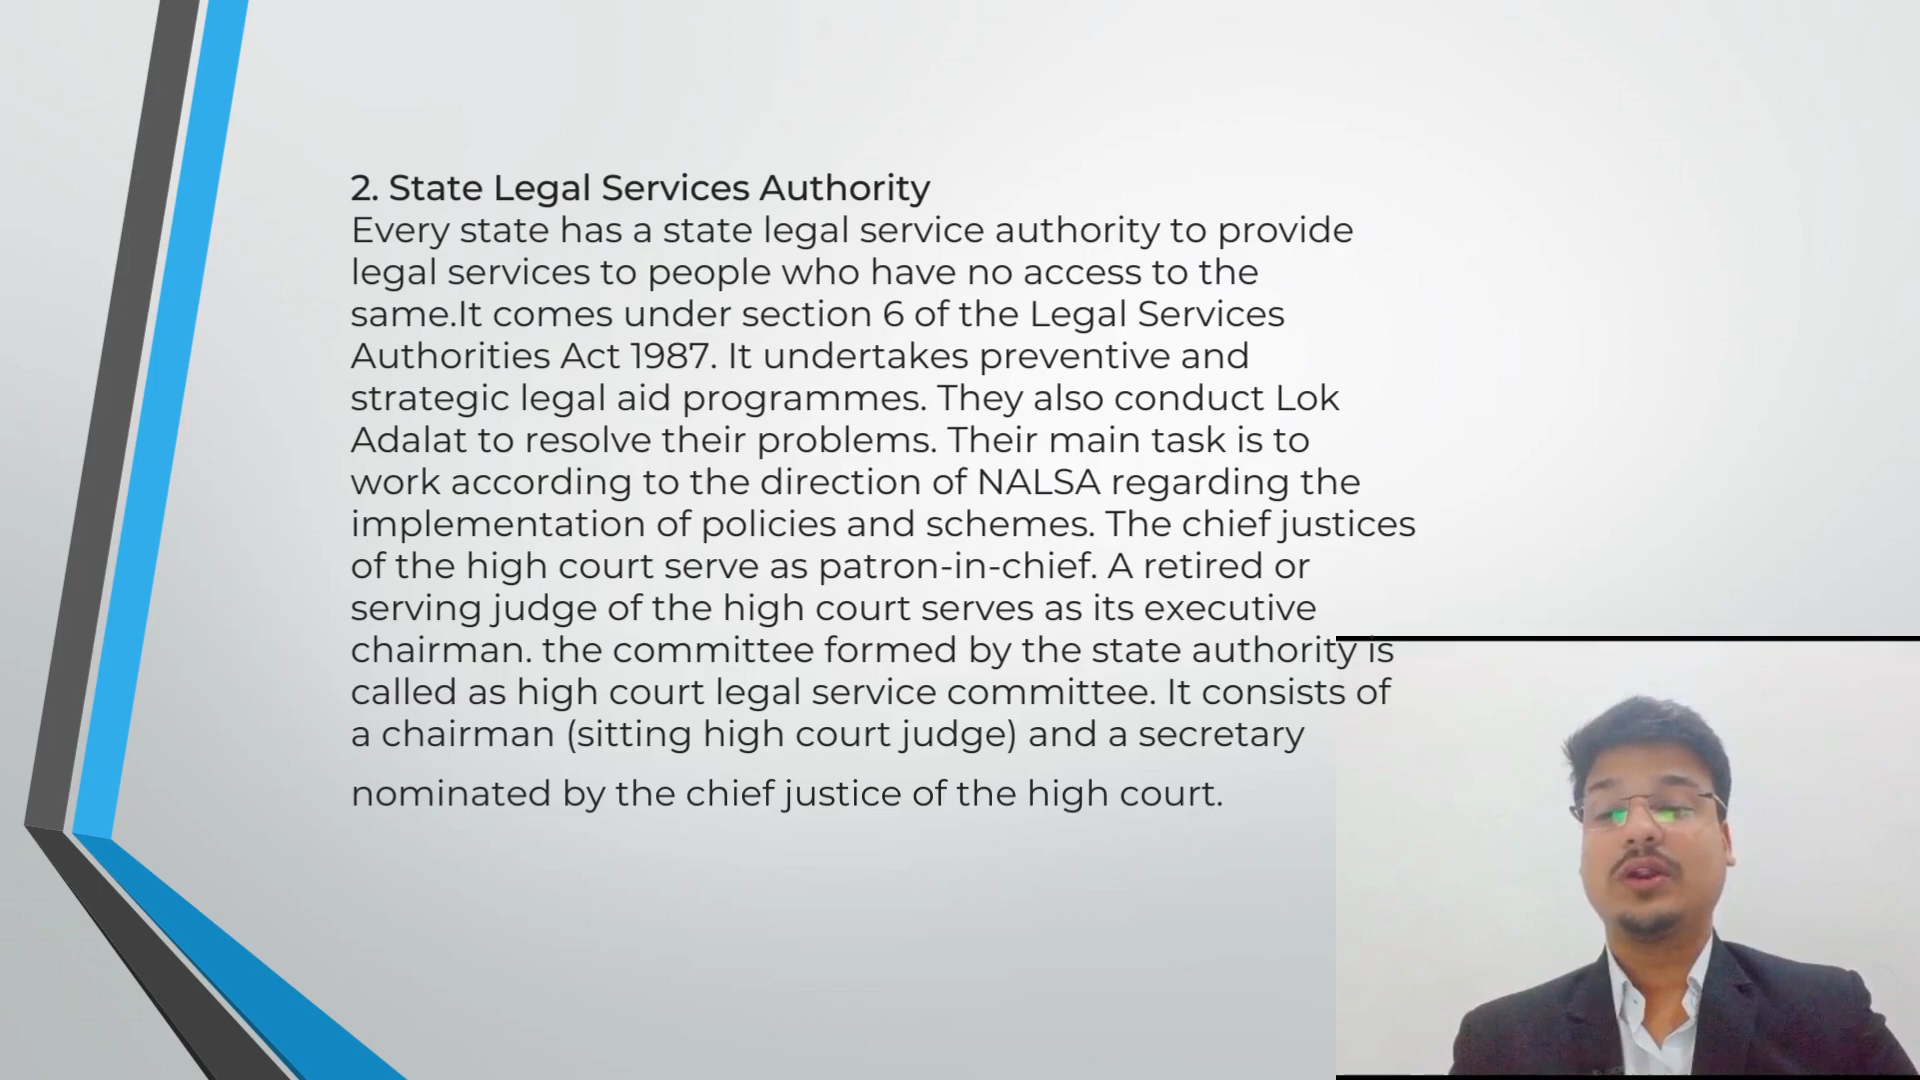 2. State Legal Services Authority
Every state has a state legal service authority to provide
legal services to people who have no access to the
same.It comes under section 6 of the Legal Services
Authorities Act 1987. It undertakes preventive and
strategic legal aid programmes. They also conduct Lok
Adalat to resolve their problems. Their main task is to
work according to the direction of NALSA regarding the
implementation of policies and schemes. The chief justices
of the high court serve as patron-in-chief. A retired or
serving judge of the high court serves as its executive
chairman. the committee formed by the state authority is
called as high court legal service committee. It consists of
a chairman (sitting high court judge) and a secretary
nominated by the chief justice of the high court.